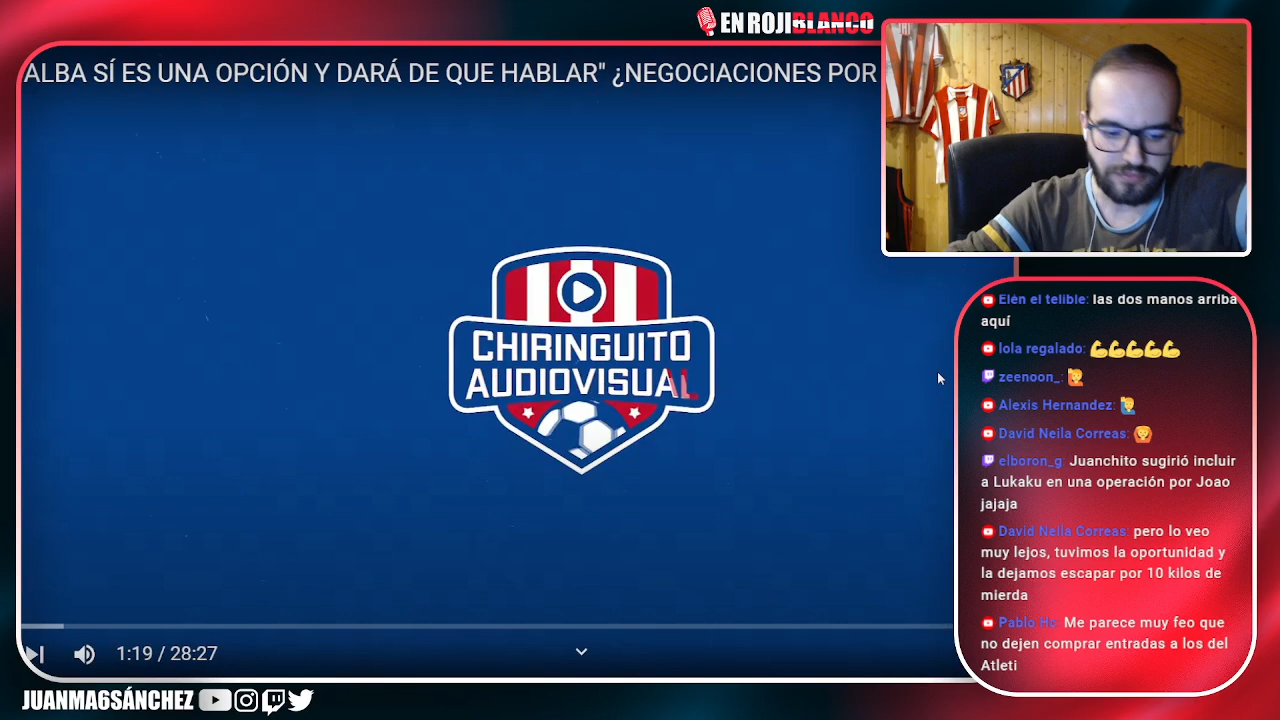 EN ROJIBLANCO
ALBA SÍ ES UNA OPCIÓN Y DARÁ DE QUE HABLAR" ¿NEGOCIACIONES POR
CHIRINGUITO
AUDIOVISUAL
1:19 / 28:27
Elén el telible: las dos manos arriba
aquí
lola regalado: 💪💪💪💪💪
zeenoon_:
Alexis Hernandez:
David Neila Correas:
elboron_g: Juanchito sugirió incluir
a Lukaku en una operación por Joao
jajaja
David Neila Correas: pero lo veo
muy lejos, tuvimos la oportunidad y
la dejamos escapar por 10 kilos de
mierda
Pablo Ho: Me parece muy feo que
no dejen comprar entradas a los del
Atleti
JUANMA6SÁNCHEZ